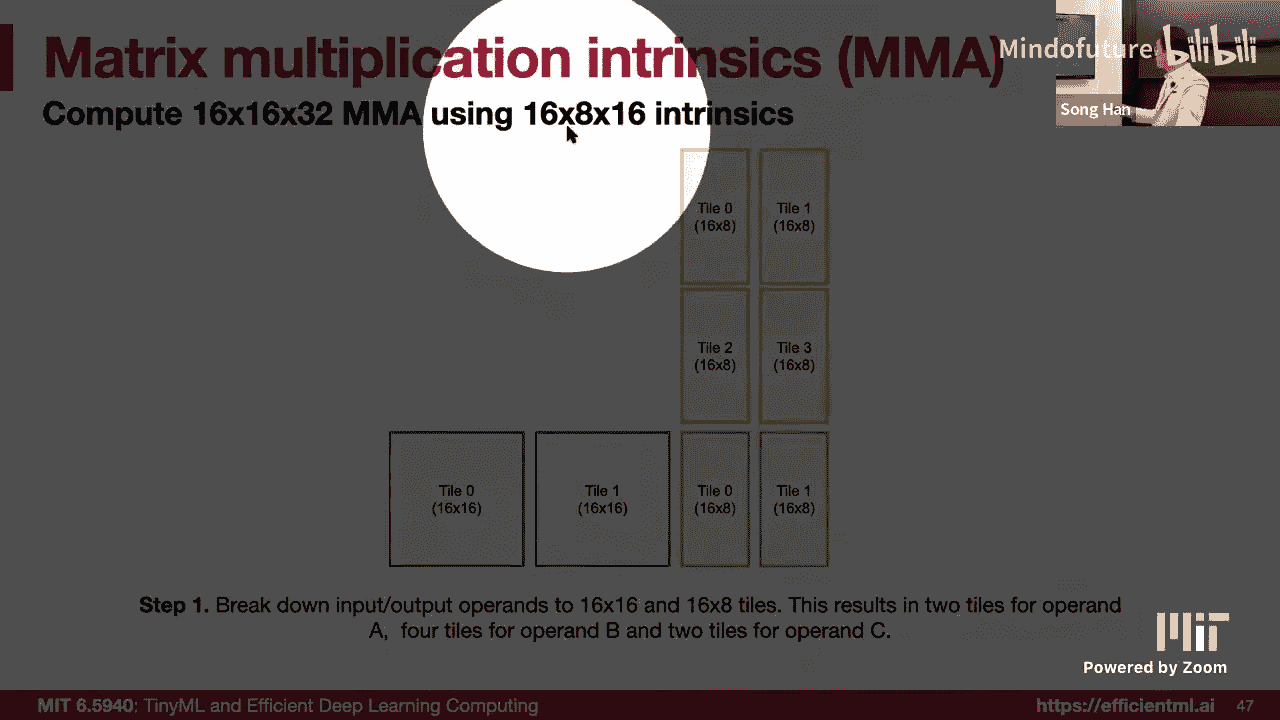 Matrix multiplication intrinsics (MMA)
Mindofuture
bilibili
Song Han
Compute 16x16x32 MMA using 16x8x16 intrinsics
Tile 0
(16x8)
Tile 1
(16x8)
Tile 2
(16x8)
Tile 3
(16x8)
Tile 0
(16x16)
Tile 1
(16x16)
Tile 0
(16x8)
Tile 1
(16x8)
Step 1. Break down input/output operands to 16x16 and 16x8 tiles. This results in two tiles for operand
A, four tiles for operand B and two tiles for operand C.
MiT
Powered by Zoom
MIT 6.5940: TinyML and Efficient Deep Learning Computing
https://efficientml.ai
47